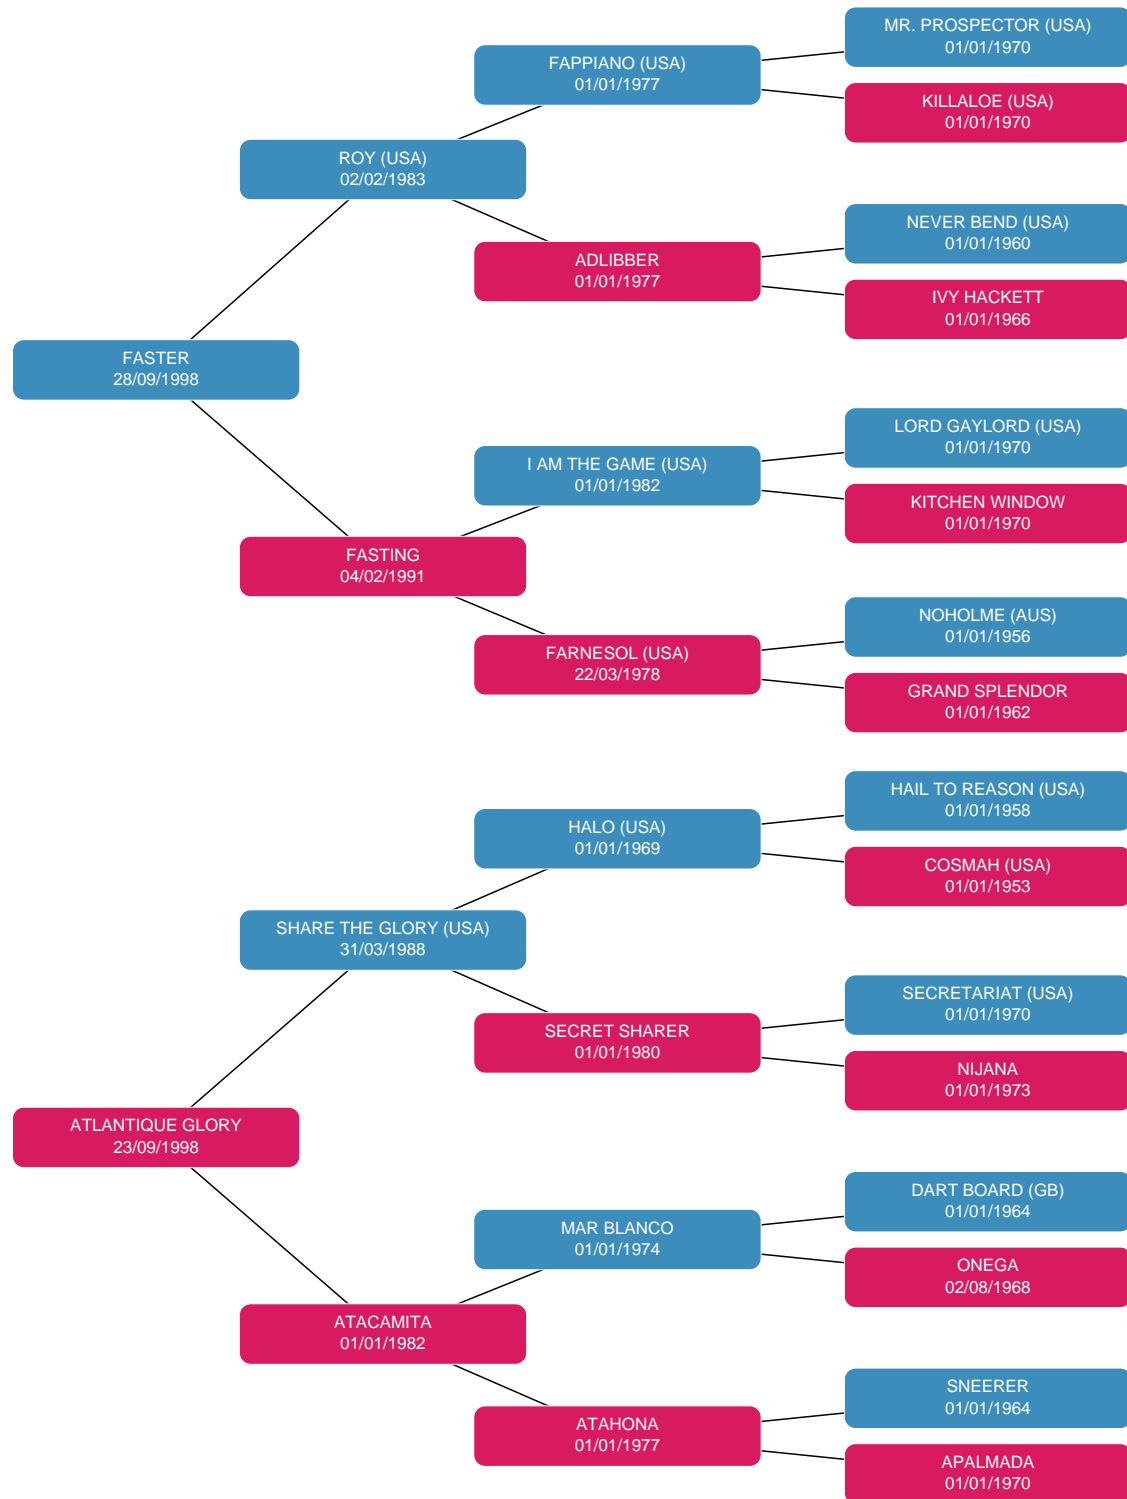 MR. PROSPECTOR (USA)
01/01/1970
FAPPIANO (USA)
01/01/1977
KILLALOE (USA)
01/01/1970
ROY (USA)
02/02/1983
NEVER BEND (USA)
01/01/1960
ADLIBBER
01/01/1977
IVY HACKETT
01/01/1966
FASTER
28/09/1998
LORD GAYLORD (USA)
01/01/1970
I AM THE GAME (USA)
01/01/1982
KITCHEN WINDOW
01/01/1970
FASTING
04/02/1991
NOHOLME (AUS)
01/01/1956
FARNESOL (USA)
22/03/1978
GRAND SPLENDOR
01/01/1962
HAIL TO REASON (USA)
01/01/1958
HALO (USA)
01/01/1969
COSMAH (USA)
01/01/1953
SHARE THE GLORY (USA)
31/03/1988
SECRETARIAT (USA)
01/01/1970
SECRET SHARER
01/01/1980
NIJANA
01/01/1973
ATLANTIQUE GLORY
23/09/1998
DART BOARD (GB)
01/01/1964
MAR BLANCO
01/01/1974
ONEGA
02/08/1968
ATACAMITA
01/01/1982
SNEERER
01/01/1964
ATAHONA
01/01/1977
APALMADA
01/01/1970